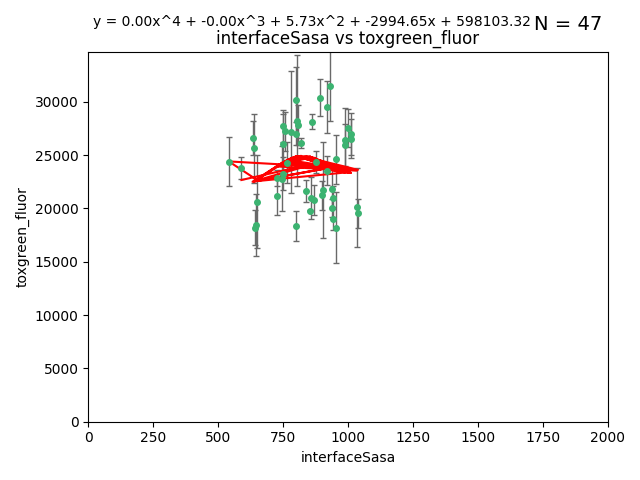 y = 0.00x^4 + -0.00x^3 + 5.73x^2 + -2994.65x + 598103.32 N = 47
interfaceSasa vs toxgreen_fluor
30000
25000
20000
15000
10000
5000
0
toxgreen_fluor
0 250 500 750 1000 1250 1500 1750 2000
interfaceSasa